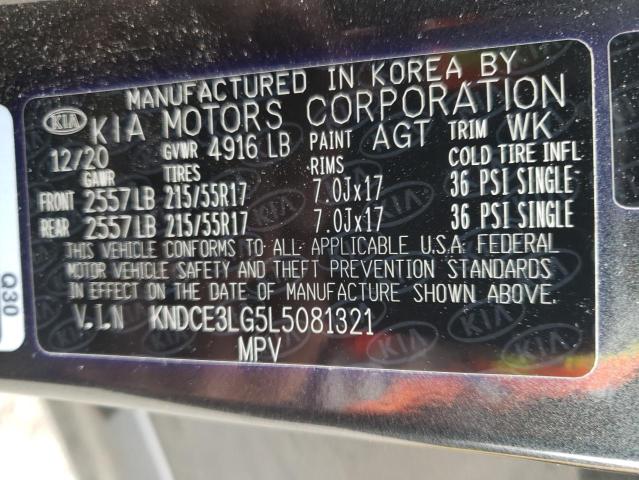 MANUFACTURED IN KOREA BY
KIA KIA MOTORS CORPORATION
12/20 GVWR 4916 LB PAINT AGT TRIM WK
GAWR TIRES RIMS COLD TIRE INFL
FRONT 2557LB 215/55R17 7.0Jx17 36 PSI SINGLE
REAR 2557LB 215/55R17 7.0Jx17 36 PSI SINGLE
THIS VEHICLE CONFORMS TO ALL APPLICABLE U.S.A. FEDERAL
MOTOR VEHICLE SAFETY AND THEFT PREVENTION STANDARDS
IN EFFECT ON THE DATE OF MANUFACTURE SHOWN ABOVE.
V.I.N KNDCE3LG5L5081321
MPV
Q30